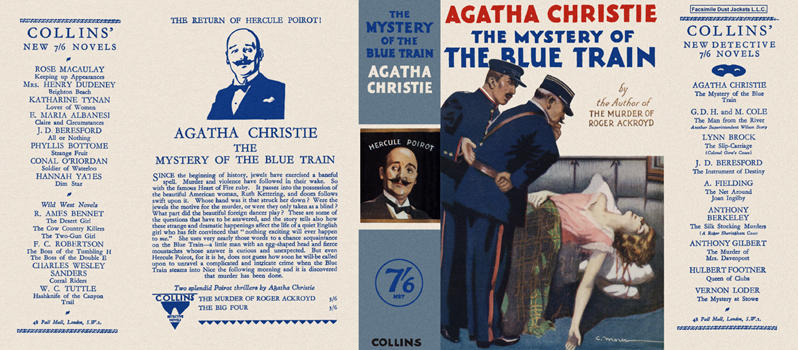 COLLINS'
NEW 7/6 NOVELS
ROSE MACAULAY
Keeping up Appearances
Mrs. HENRY DUDENEY
Brighton Beach
KATHARINE TYNAN
Lover of Women
E. MARIA ALBANESI
Claire and Circumstances
J. D. BERESFORD
All or Nothing
PHYLLIS BOTTOME
Strange Fruit
CONAL O'RIORDAN
Soldier of Waterloo
HANNAH YATES
Dim Star
Wild West Novels
R. AMES BENNET
The Desert Girl
The Cow Country Killers
The Two-Gun Girl
F. C. ROBERTSON
The Boss of the Tumbling H
The Boss of the Double E
CHARLES WESLEY
SANDERS
Corral Riders
W. C. TUTTLE
Hashknife of the Canyon
Trail
48 Pall Mall, London, S.W.1.
THE RETURN OF HERCULE POIROT!
AGATHA CHRISTIE
THE
MYSTERY OF THE BLUE TRAIN
SINCE the beginning of history, jewels have exercised a baneful
spell. Murder and violence have followed in their wake. So
with the famous Heart of Fire ruby. It passes into the possession of
the beautiful American woman, Ruth Kettering, and doom follows
swift upon it. Whose hand was it that struck her down? Were the
jewels the motive for the murder, or were they only taken as a blind?
What part did the beautiful foreign dancer play? These are some of
the questions that have to be answered, and the story tells also how
these strange and dramatic happenings affect the life of a quiet English
girl who has felt convinced that "nothing exciting will ever happen
to me." She uses very nearly those words to a chance acquaintance
on the Blue Train—a little man with an egg-shaped head and fierce
moustaches whose answer is curious and unexpected. But even
Hercule Poirot, for it is he, does not guess how soon he will be called
upon to unravel a complicated and intricate crime when the Blue
Train steams into Nice the following morning and it is discovered
that murder has been done.
Two splendid Poirot thrillers by Agatha Christie
COLLINS
DETECTIVE
NOVELS
THE MURDER OF ROGER ACKROYD 3/6
THE BIG FOUR 3/6
THE
MYSTERY
OF THE
BLUE TRAIN
AGATHA
CHRISTIE
HERCULE POIROT
7/6
NET
COLLINS
AGATHA CHRISTIE
THE MYSTERY OF
THE BLUE TRAIN
by
the Author of
THE MURDER OF
ROGER ACKROYD
Facsimile Dust Jackets L.L.C.
COLLINS'
NEW DETECTIVE
7/6 NOVELS
AGATHA CHRISTIE
The Mystery of the Blue
Train
G. D. H. and M. COLE
The Man from the River
Another Superintendent Wilson Story
LYNN BROCK
The Slip-Carriage
(Colonel Gore's Cases)
J. D. BERESFORD
The Instrument of Destiny
A. FIELDING
The Net Around
Joan Ingilby
ANTHONY
BERKELEY
The Silk Stocking Murders
(A Roger Sheringham Case)
ANTHONY GILBERT
The Murder of
Mrs. Davenport
HULBERT FOOTNER
Queen of Clubs
VERNON LODER
The Mystery at Stowe
48 Pall Mall, London, S.W.1.